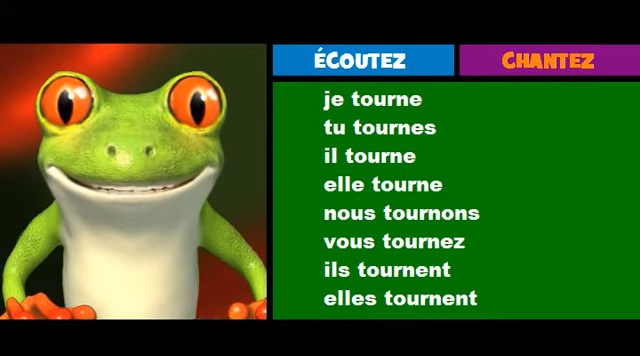 ÉCOUTEZ
CHANTEZ
je tourne
tu tournes
il tourne
elle tourne
nous tournons
vous tournez
ils tournent
elles tournent